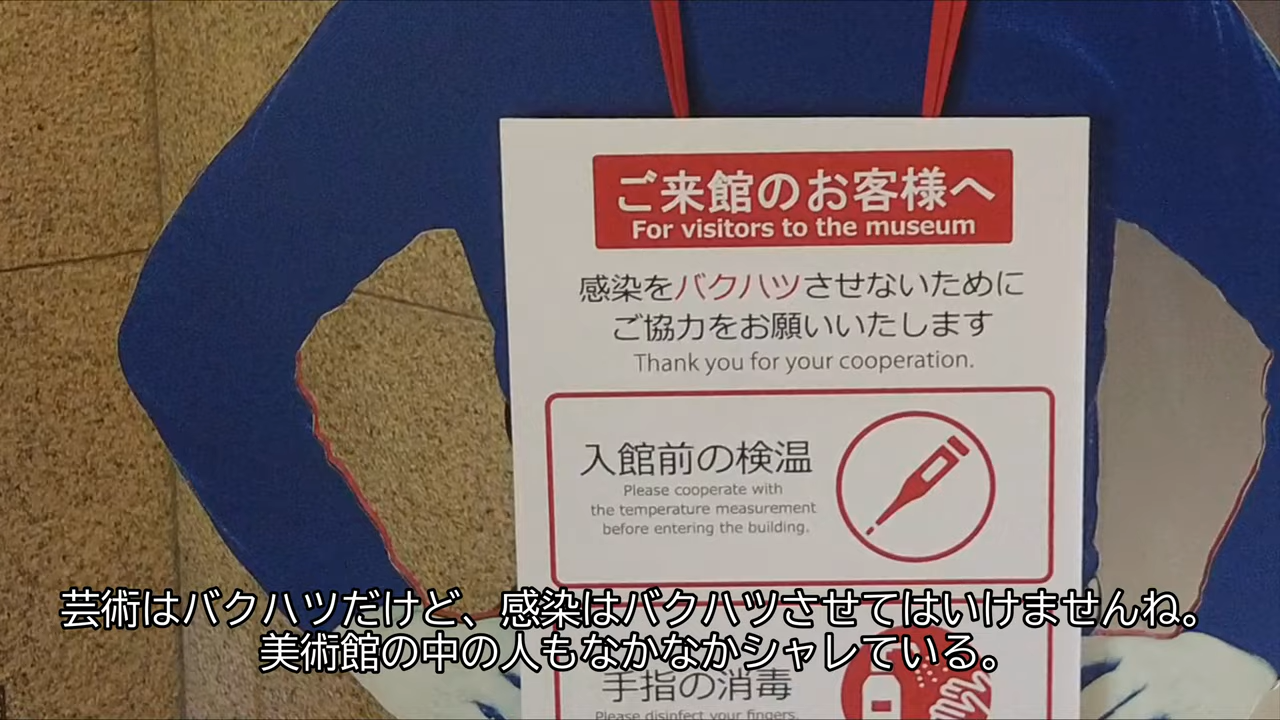 ご来館のお客様へ
For visitors to the museum
感染をバクハツさせないために
ご協力をお願いいたします
Thank you for your cooperation.
入館前の検温
Please cooperate with
the temperature measurement
before entering the building.
芸術はバクハツだけど、感染はバクハツさせてはいけませんね。
美術館の中の人もなかなかシャレている。
手指の消毒
Please disinfect your fingers.